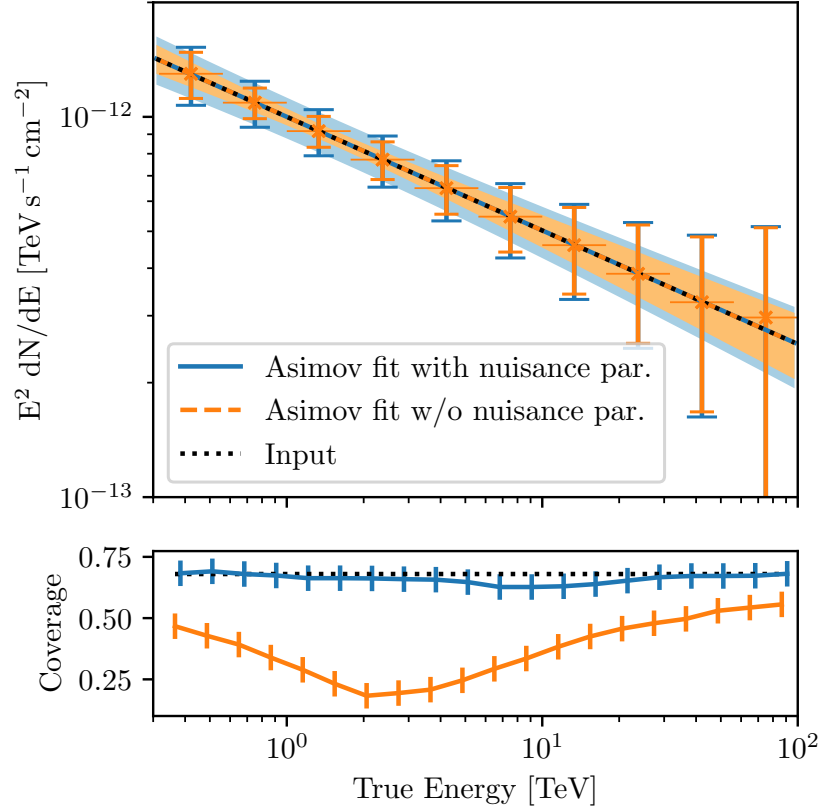 10⁻¹²
10⁻¹³
E² dN/dE [TeV s⁻¹ cm⁻²]
Asimov fit with nuisance par.
Asimov fit w/o nuisance par.
Input
0.75
0.50
0.25
Coverage
10⁰
10¹
10²
True Energy [TeV]